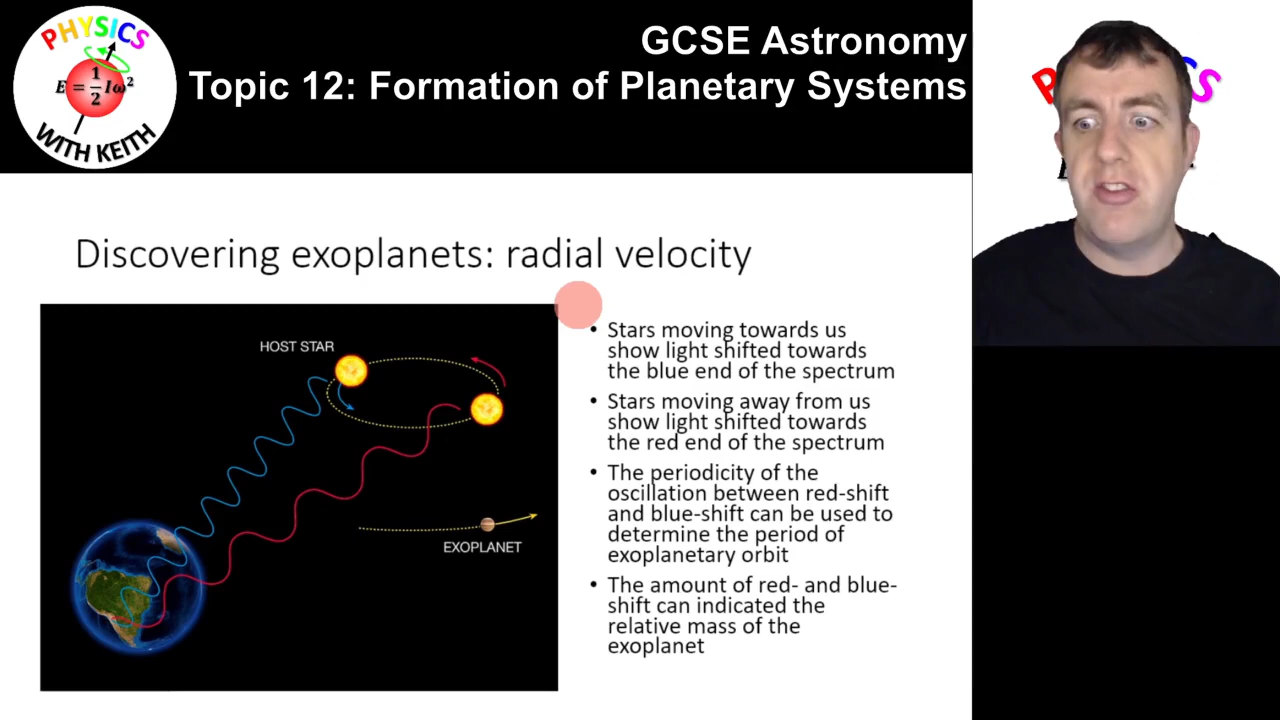 PHYSICS
E = 1/2 Iω²
WITH KEITH
GCSE Astronomy
Topic 12: Formation of Planetary Systems
Discovering exoplanets: radial velocity
HOST STAR
EXOPLANET
• Stars moving towards us
show light shifted towards
the blue end of the spectrum
• Stars moving away from us
show light shifted towards
the red end of the spectrum
• The periodicity of the
oscillation between red-shift
and blue-shift can be used to
determine the period of
exoplanetary orbit
• The amount of red- and blue-
shift can indicated the
relative mass of the
exoplanet